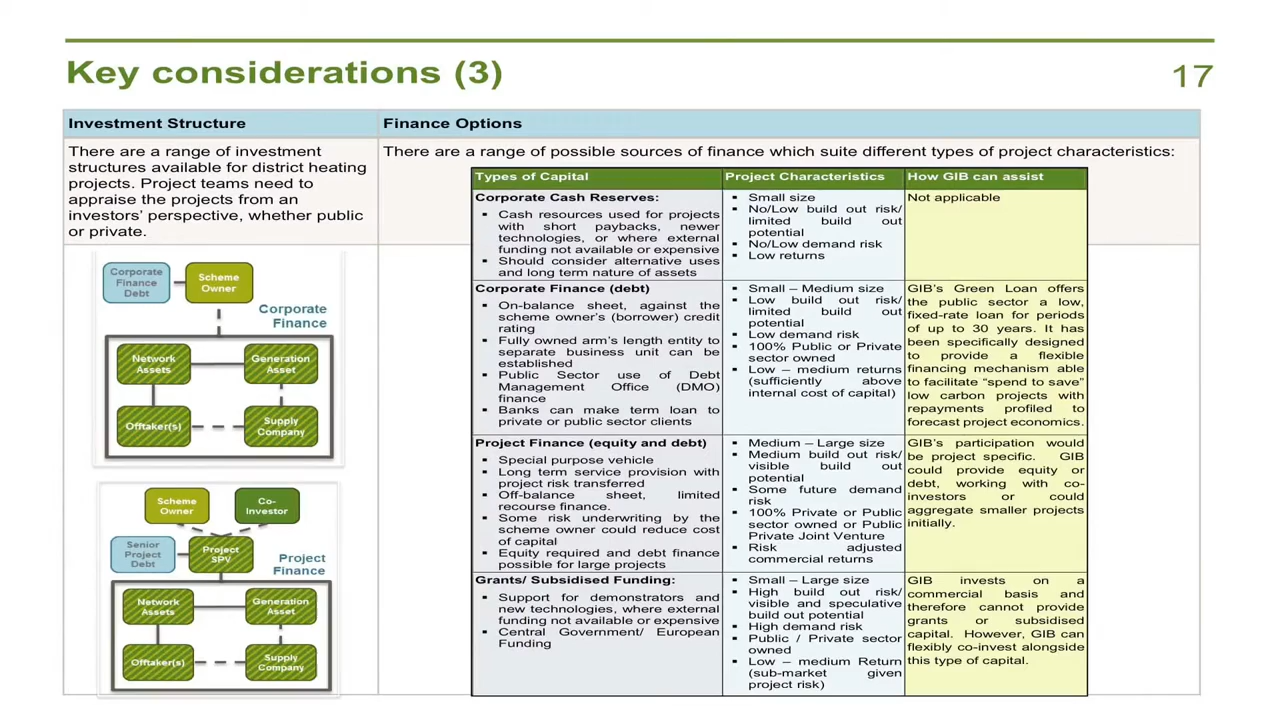 Key considerations (3)
17
Investment Structure
Finance Options
There are a range of investment
structures available for district heating
projects. Project teams need to
appraise the projects from an
investors' perspective, whether public
or private.
There are a range of possible sources of finance which suite different types of project characteristics:
Corporate
Finance
Debt
Scheme
Owner
Corporate
Finance
Network
Assets
Generation
Asset
Offtaker(s)
Supply
Company
Scheme
Owner
Co-
Investor
Senior
Project
Debt
Project
SPV
Project
Finance
Network
Assets
Generation
Asset
Offtaker(s)
Supply
Company
Types of Capital
Project Characteristics
How GIB can assist
Corporate Cash Reserves:
▪ Cash resources used for projects
with short paybacks, newer
technologies, or where external
funding not available or expensive
▪ Should consider alternative uses
and long term nature of assets
▪ Small size
▪ No/Low build out risk/
limited build out
potential
▪ No/Low demand risk
▪ Low returns
Not applicable
Corporate Finance (debt)
▪ On-balance sheet, against the
scheme owner's (borrower) credit
rating
▪ Fully owned arm's length entity to
separate business unit can be
established
▪ Public Sector use of Debt
Management Office (DMO)
finance
▪ Banks can make term loan to
private or public sector clients
▪ Small – Medium size
▪ Low build out risk/
limited build out
potential
▪ Low demand risk
▪ 100% Public or Private
sector owned
▪ Low – medium returns
(sufficiently above
internal cost of capital)
GIB's Green Loan offers
the public sector a low,
fixed-rate loan for periods
of up to 30 years. It has
been specifically designed
to provide a flexible
financing mechanism able
to facilitate "spend to save"
low carbon projects with
repayments profiled to
forecast project economics.
Project Finance (equity and debt)
▪ Special purpose vehicle
▪ Long term service provision with
project risk transferred
▪ Off-balance sheet, limited
recourse finance.
▪ Some risk underwriting by the
scheme owner could reduce cost
of capital
▪ Equity required and debt finance
possible for large projects
▪ Medium – Large size
▪ Medium build out risk/
visible build out
potential
▪ Some future demand
risk
▪ 100% Private or Public
sector owned or Public
Private Joint Venture
▪ Risk adjusted
commercial returns
GIB's participation would
be project specific. GIB
could provide equity or
debt, working with co-
investors or could
aggregate smaller projects
initially.
Grants/ Subsidised Funding:
▪ Support for demonstrators and
new technologies, where external
funding not available or expensive
▪ Central Government/ European
Funding
▪ Small – Large size
▪ High build out risk/
visible and speculative
build out potential
▪ High demand risk
▪ Public / Private sector
owned
▪ Low – medium Return
(sub-market given
project risk)
GIB invests on a
commercial basis and
therefore cannot provide
grants or subsidised
capital. However, GIB can
flexibly co-invest alongside
this type of capital.